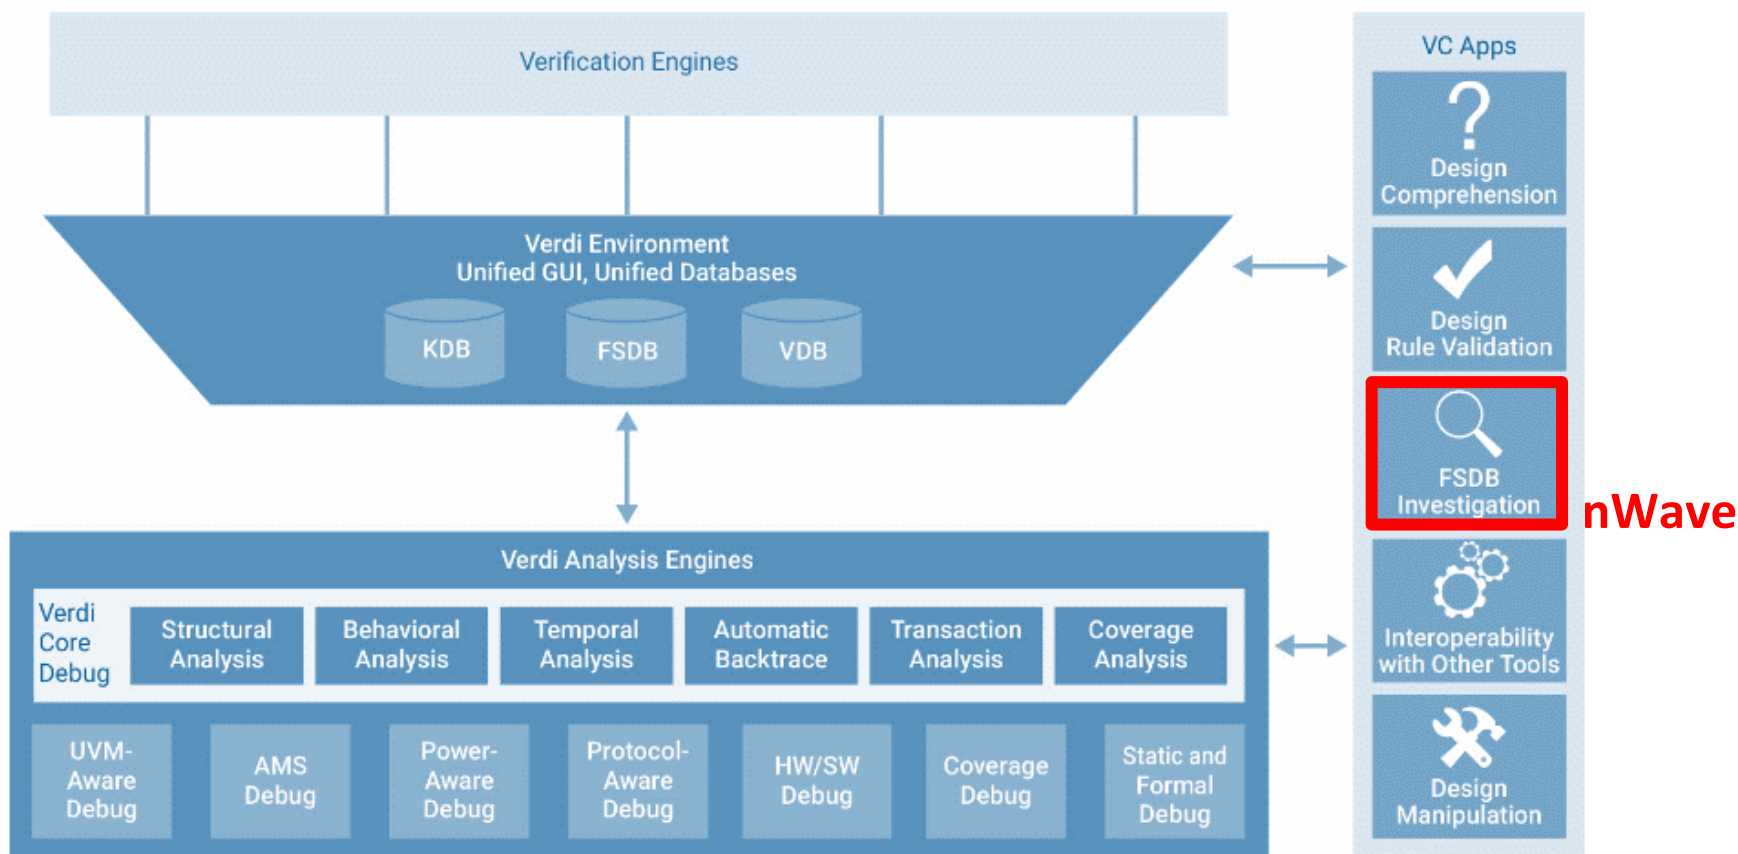 Verification Engines
Verdi Environment
Unified GUI, Unified Databases
KDB
FSDB
VDB
Verdi Analysis Engines
Verdi
Core
Debug
Structural
Analysis
Behavioral
Analysis
Temporal
Analysis
Automatic
Backtrace
Transaction
Analysis
Coverage
Analysis
UVM-
Aware
Debug
AMS
Debug
Power-
Aware
Debug
Protocol-
Aware
Debug
HW/SW
Debug
Coverage
Debug
Static and
Formal
Debug
VC Apps
?
Design
Comprehension
Design
Rule Validation
FSDB
Investigation
nWave
Interoperability
with Other Tools
Design
Manipulation